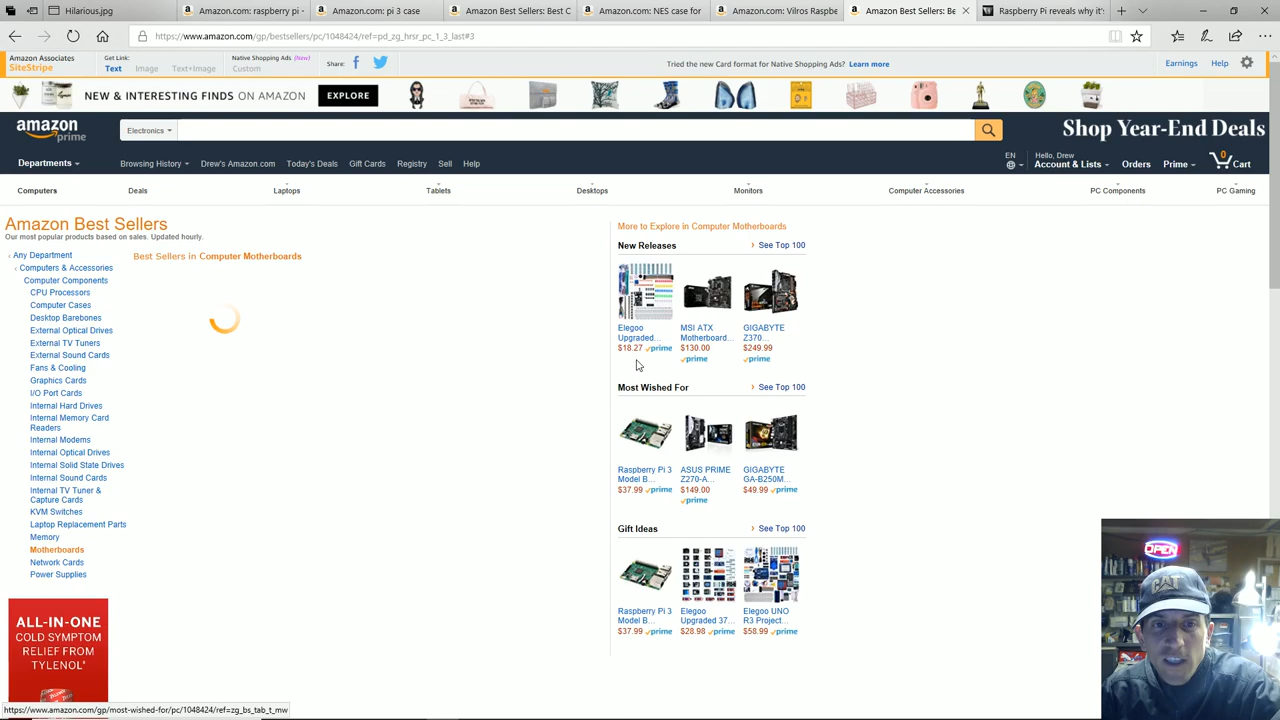 Hilarious.jpg
Amazon.com: raspberry pi -
Amazon.com: pi 3 case
Amazon Best Sellers: Best C
Amazon.com: NES case for
Amazon.com: Vilros Raspbe
Amazon Best Sellers: Be
Raspberry Pi reveals why it's
https://www.amazon.com/gp/bestsellers/pc/1048424/ref=pd_zg_hrsr_pc_1_3_last#3
Amazon Associates
SiteStripe
Get Link:
Text
Image
Text+Image
Native Shopping Ads (New)
Custom
Share:
Tried the new Card format for Native Shopping Ads? Learn more
Earnings
Help
NEW & INTERESTING FINDS ON AMAZON
EXPLORE
amazon
prime
Electronics
Shop Year-End Deals
Departments
Browsing History
Drew's Amazon.com
Today's Deals
Gift Cards
Registry
Sell
Help
EN
Hello, Drew
Account & Lists
Orders
Prime
0
Cart
Computers
Deals
Laptops
Tablets
Desktops
Monitors
Computer Accessories
PC Components
PC Gaming
Amazon Best Sellers
Our most popular products based on sales. Updated hourly.
‹ Any Department
‹ Computers & Accessories
Computer Components
CPU Processors
Computer Cases
Desktop Barebones
External Optical Drives
External TV Tuners
External Sound Cards
Fans & Cooling
Graphics Cards
I/O Port Cards
Internal Hard Drives
Internal Memory Card
Readers
Internal Modems
Internal Optical Drives
Internal Solid State Drives
Internal Sound Cards
Internal TV Tuner &
Capture Cards
KVM Switches
Laptop Replacement Parts
Memory
Motherboards
Network Cards
Power Supplies
ALL-IN-ONE
COLD SYMPTOM
RELIEF FROM
TYLENOL®
Best Sellers in Computer Motherboards
More to Explore in Computer Motherboards
New Releases
› See Top 100
Elegoo
Upgraded...
$18.27 prime
MSI ATX
Motherboard...
$130.00
prime
GIGABYTE
Z370...
$249.99
prime
Most Wished For
› See Top 100
Raspberry Pi 3
Model B...
$37.99 prime
ASUS PRIME
Z270-A...
$149.00
prime
GIGABYTE
GA-B250M...
$49.99 prime
Gift Ideas
› See Top 100
Raspberry Pi 3
Model B...
$37.99 prime
Elegoo
Upgraded 37...
$28.98 prime
Elegoo UNO
R3 Project...
$58.99 prime
OPEN
https://www.amazon.com/gp/most-wished-for/pc/1048424/ref=zg_bs_tab_t_mw